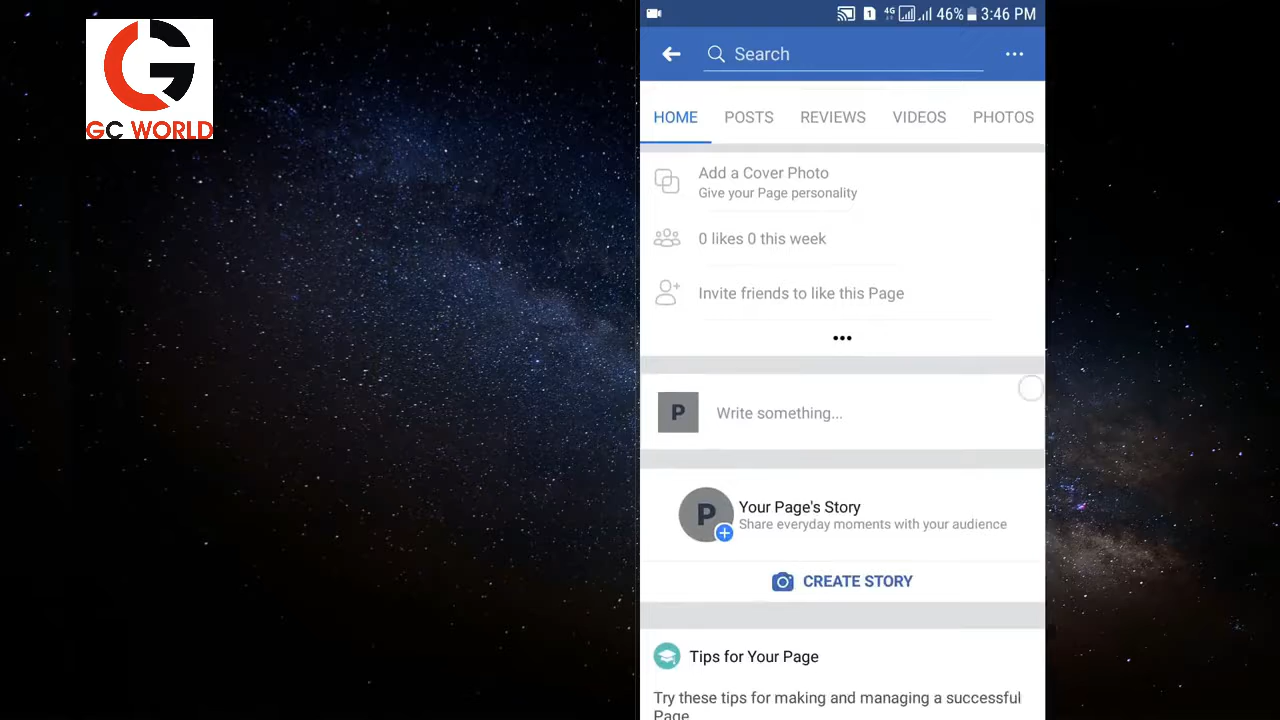 GC WORLD
1 4G 46% 3:46 PM
Search
HOME POSTS REVIEWS VIDEOS PHOTOS
Add a Cover Photo
Give your Page personality
0 likes 0 this week
Invite friends to like this Page
P Write something...
P Your Page's Story
Share everyday moments with your audience
CREATE STORY
Tips for Your Page
Try these tips for making and managing a successful
Page